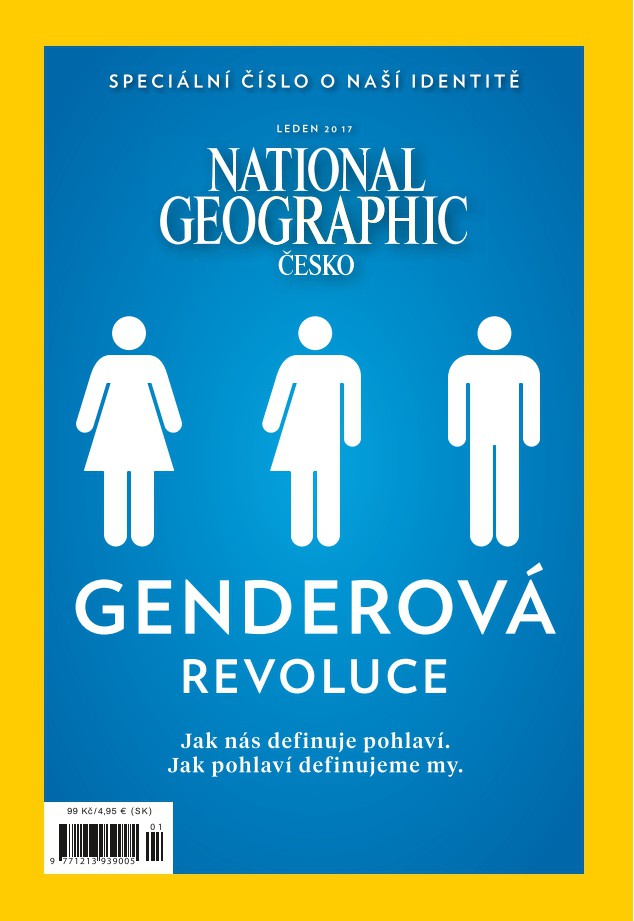 SPECIÁLNÍ ČÍSLO O NAŠÍ IDENTITĚ
LEDEN 2017
NATIONAL
GEOGRAPHIC
ČESKO
GENDEROVÁ
REVOLUCE
Jak nás definuje pohlaví.
Jak pohlaví definujeme my.
99 Kč/4,95 € (SK)
01
9 771213 939005